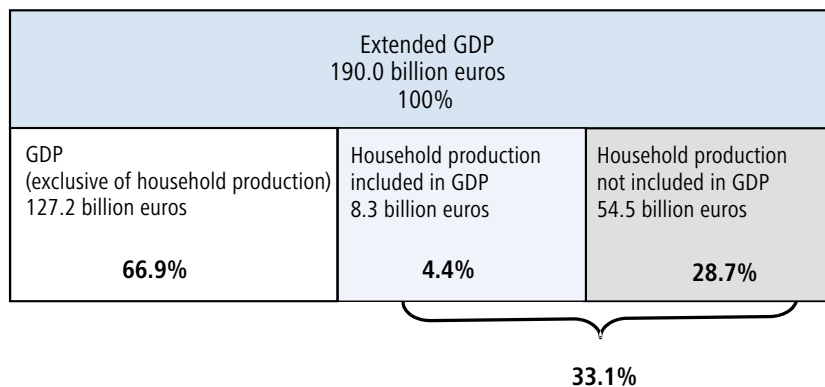 Extended GDP
190.0 billion euros
100%
GDP
(exclusive of household production)
127.2 billion euros
66.9%
Household production
included in GDP
8.3 billion euros
4.4%
Household production
not included in GDP
54.5 billion euros
28.7%
33.1%